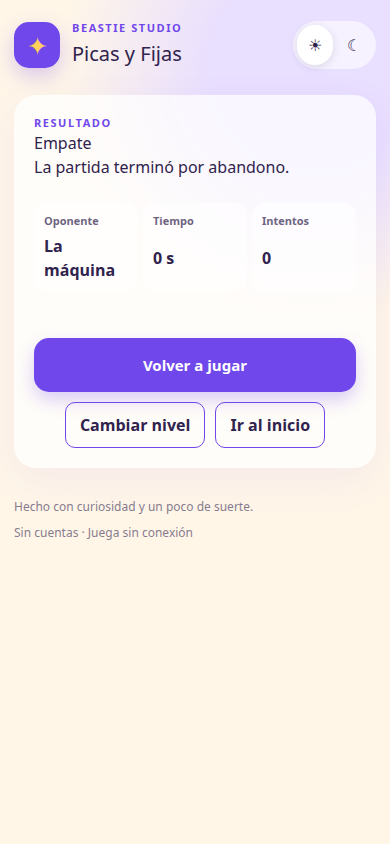 BEASTIE STUDIO
Picas y Fijas
RESULTADO
Empate
La partida terminó por abandono.
Oponente
La
máquina
Tiempo
0 s
Intentos
0
Volver a jugar
Cambiar nivel
Ir al inicio
Hecho con curiosidad y un poco de suerte.
Sin cuentas · Juega sin conexión